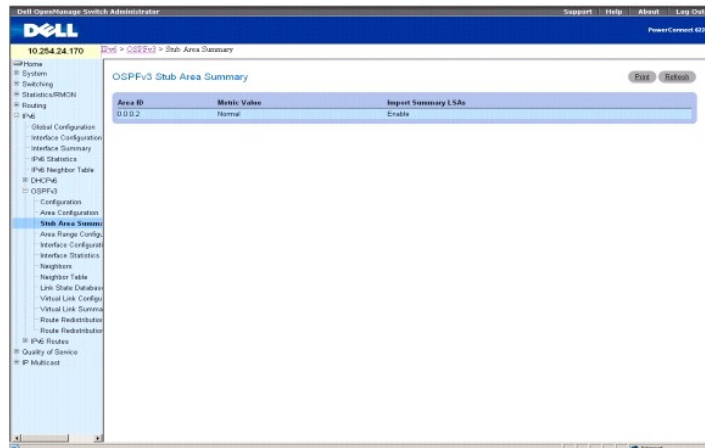 Dell OpenManage Switch Administrator
Support Help About Log Out
DELL
PowerConnect 622
10.254.24.170
IPv6 > OSPFv3 > Stub Area Summary
Home
System
Switching
Statistics/RMON
Routing
IPv6
Global Configuration
Interface Configuration
Interface Summary
IPv6 Statistics
IPv6 Neighbor Table
DHCPv6
OSPFv3
Configuration
Area Configuration
Stub Area Summa
Area Range Configu
Interface Configurati
Interface Statistics
Neighbors
Neighbor Table
Link State Databas
Virtual Link Configu
Virtual Link Summa
Route Redistribution
Route Redistribution
IPv6 Routes
Quality of Service
IP Multicast
OSPFv3 Stub Area Summary
Print Refresh
Area ID Metric Value Import Summary LSAs
0.0.0.2 Normal Enable
Internet